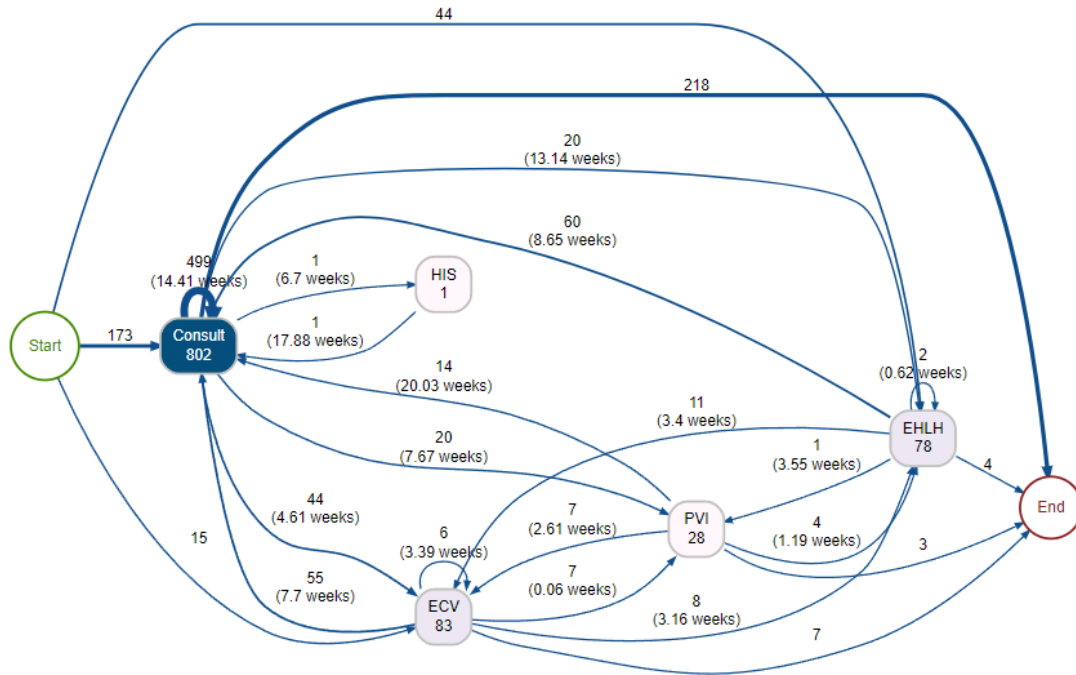 44
218
20
(13.14 weeks)
60
(8.65 weeks)
499
(14.41 weeks)
1
(6.7 weeks)
HIS
1
Start
173
Consult
802
1
(17.88 weeks)
14
(20.03 weeks)
2
(0.62 weeks)
11
(3.4 weeks)
EHLH
78
20
(7.67 weeks)
1
(3.55 weeks)
4
End
44
(4.61 weeks)
6
(3.39 weeks)
7
(2.61 weeks)
PVI
28
4
(1.19 weeks)
3
15
55
(7.7 weeks)
ECV
83
7
(0.06 weeks)
8
(3.16 weeks)
7